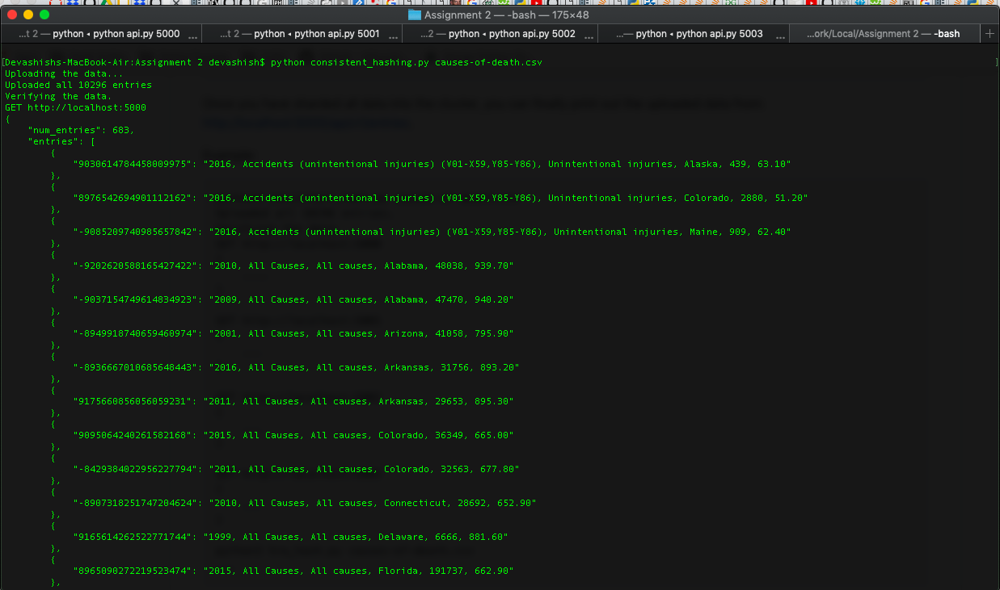 Assignment 2 — -bash — 175×48
...t 2 — python ◂ python api.py 5000 ...
...t 2 — python ◂ python api.py 5001 ...
...2 — python ◂ python api.py 5002 ...
...— python ◂ python api.py 5003 ...
...ork/Local/Assignment 2 — -bash
[Devashishs-MacBook-Air:Assignment 2 devashish$ python consistent_hashing.py causes-of-death.csv ]
Uploading the data...
Uploaded all 10296 entries
Verifying the data.
GET http://localhost:5000
{
"num_entries": 683,
"entries": [
{
"9030614784458009975": "2016, Accidents (unintentional injuries) (V01-X59,Y85-Y86), Unintentional injuries, Alaska, 439, 63.10"
},
{
"8976542694901112162": "2016, Accidents (unintentional injuries) (V01-X59,Y85-Y86), Unintentional injuries, Colorado, 2880, 51.20"
},
{
"-9085209740985657842": "2016, Accidents (unintentional injuries) (V01-X59,Y85-Y86), Unintentional injuries, Maine, 909, 62.40"
},
{
"-9202620588165427422": "2010, All Causes, All causes, Alabama, 48038, 939.70"
},
{
"-9037154749614834923": "2009, All Causes, All causes, Alabama, 47470, 940.20"
},
{
"-8949918740659460974": "2001, All Causes, All causes, Arizona, 41058, 795.90"
},
{
"-8936667010685648443": "2016, All Causes, All causes, Arkansas, 31756, 893.20"
},
{
"9175660856056059231": "2011, All Causes, All causes, Arkansas, 29653, 895.30"
},
{
"9095064240261582168": "2015, All Causes, All causes, Colorado, 36349, 665.00"
},
{
"-8429384022956227794": "2011, All Causes, All causes, Colorado, 32563, 677.80"
},
{
"-8907318251747204624": "2010, All Causes, All causes, Connecticut, 28692, 652.90"
},
{
"9165614262522771744": "1999, All Causes, All causes, Delaware, 6666, 881.60"
},
{
"8965090272219523474": "2015, All Causes, All causes, Florida, 191737, 662.90"
},